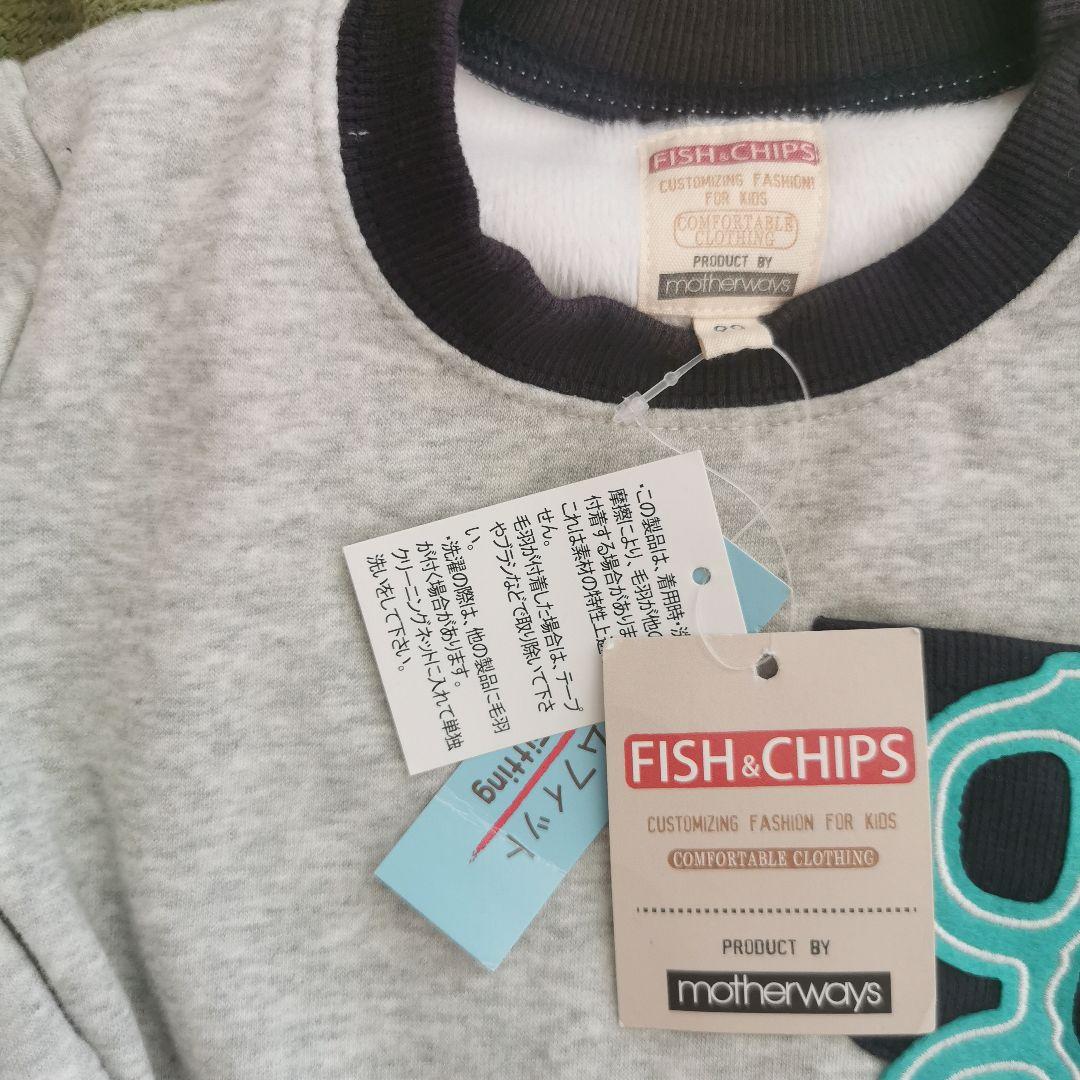 FISH & CHIPS
CUSTOMIZING FASHION!
FOR KIDS
COMFORTABLE
CLOTHING
PRODUCT BY
motherways
*この製品は、着用時・洗
摩擦により、毛羽が他の
付着する場合がありま
これは素材の特性上避
せん。
毛羽が付着した場合は、テープ
やブラシなどで取り除いて下さ
い。
*洗濯の際は、他の製品に毛羽
が付く場合があります。
クリーニングネットに入れて単独
洗いをして下さい。
ムフィット
Fitting
FISH & CHIPS
CUSTOMIZING FASHION FOR KIDS
COMFORTABLE CLOTHING
PRODUCT BY
motherways